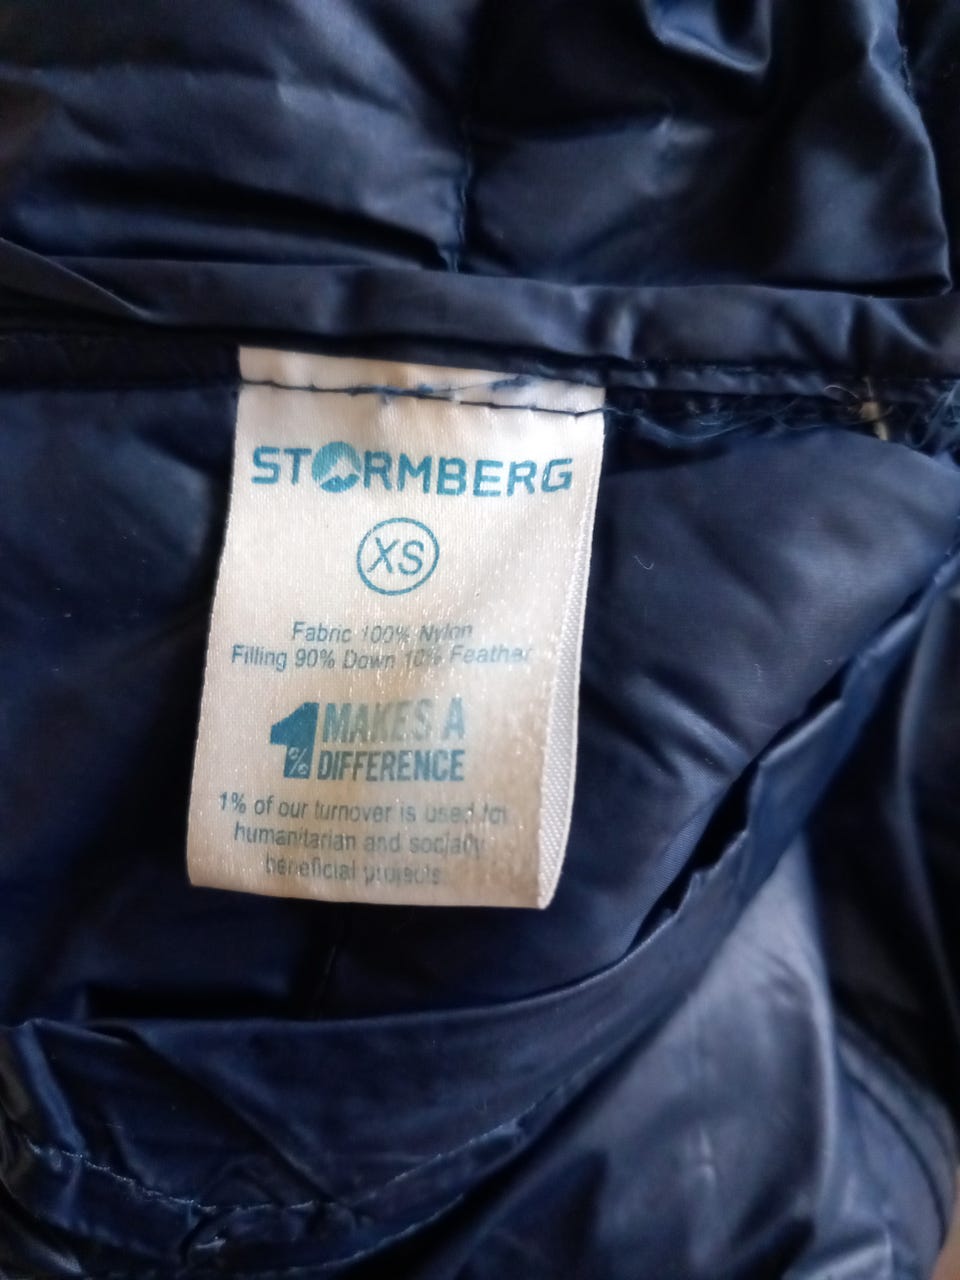 STORMBERG
XS
Fabric 100% Nylon
Filling 90% Down 10% Feather
1% MAKES A
DIFFERENCE
1% of our turnover is used for
humanitarian and socially
beneficial projects